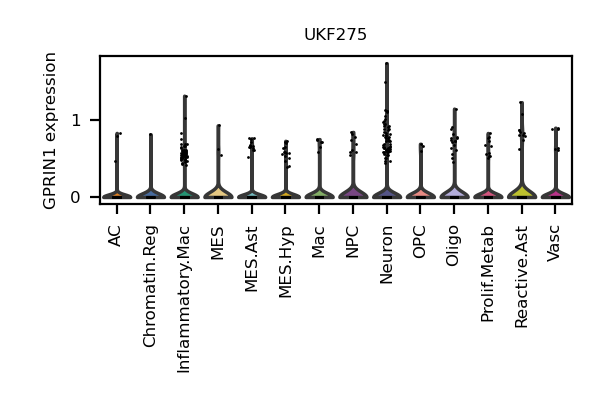 UKF275
GPRIN1 expression
1
0
AC
Chromatin.Reg
Inflammatory.Mac
MES
MES.Ast
MES.Hyp
Mac
NPC
Neuron
OPC
Oligo
Prolif.Metab
Reactive.Ast
Vasc